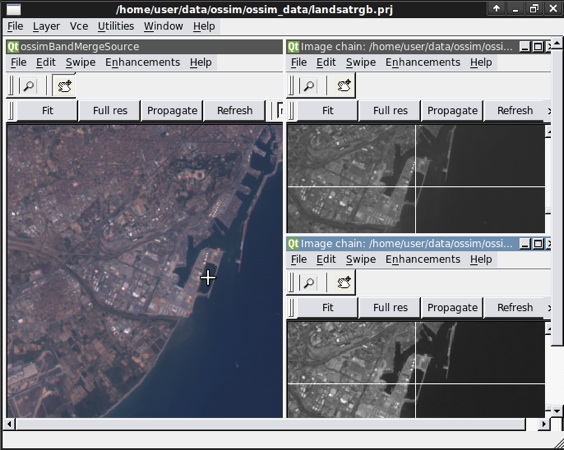 /home/user/data/ossim/ossim_data/landsatrgb.prj
File Layer Vce Utilities Window Help
Qt ossimBandMergeSource
File Edit Swipe Enhancements Help
Fit Full res Propagate Refresh
Qt Image chain: /home/user/data/ossim/ossi...
File Edit Swipe Enhancements Help
Fit Full res Propagate Refresh
Qt Image chain: /home/user/data/ossim/ossi...
File Edit Swipe Enhancements Help
Fit Full res Propagate Refresh